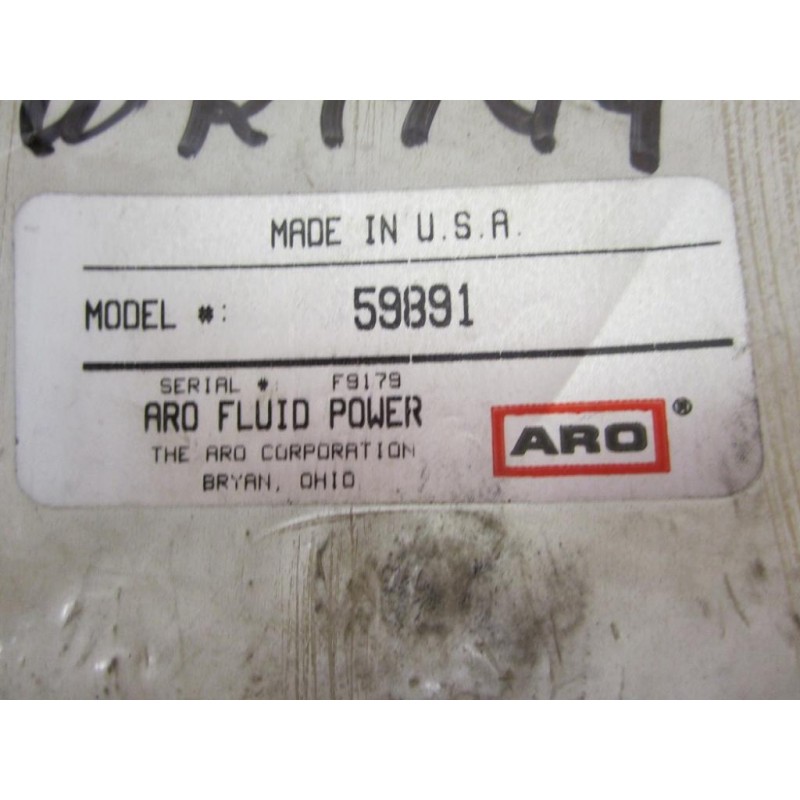 MADE IN U.S.A.
MODEL #: 59891
SERIAL #: F9179
ARO FLUID POWER
THE ARO CORPORATION
BRYAN, OHIO
ARO®